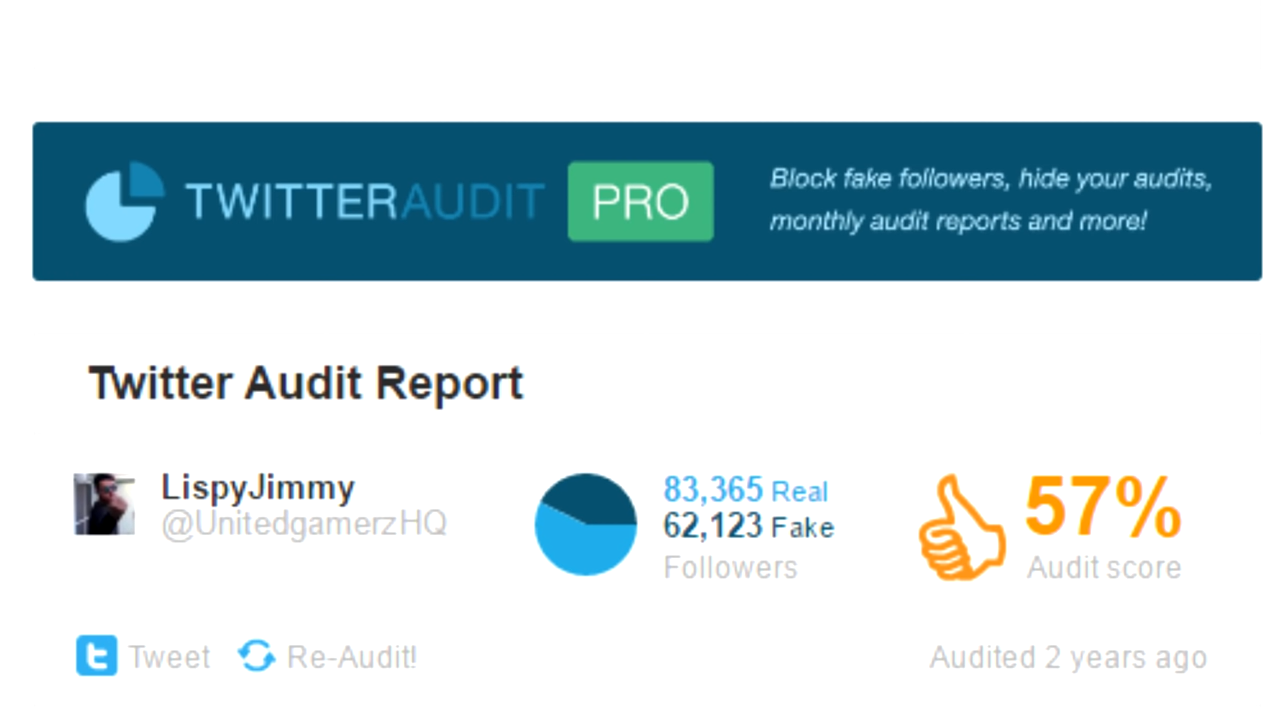 TWITTERAUDIT PRO
Block fake followers, hide your audits,
monthly audit reports and more!
Twitter Audit Report
LispyJimmy
@UnitedgamerzHQ
83,365 Real
62,123 Fake
Followers
57%
Audit score
Tweet Re-Audit!
Audited 2 years ago